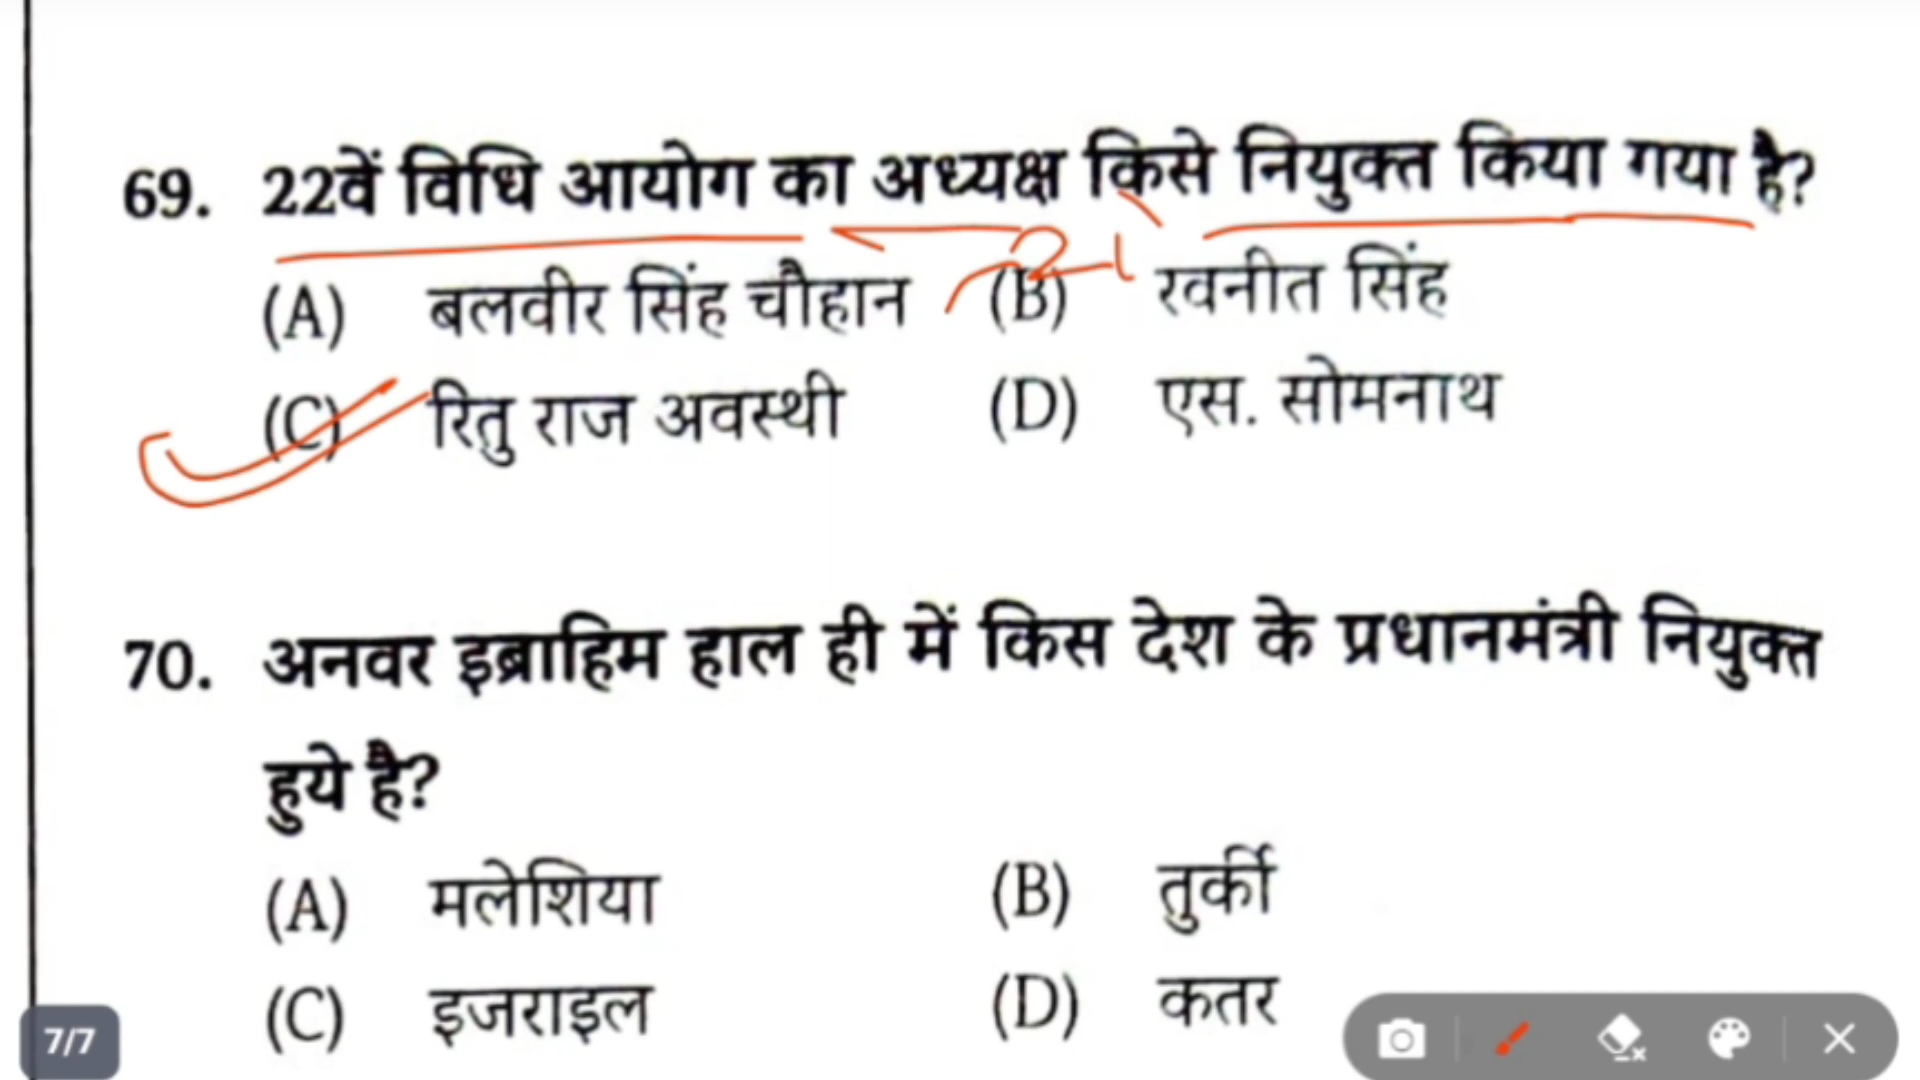 69. 22वें विधि आयोग का अध्यक्ष किसे नियुक्त किया गया है?
(A) बलवीर सिंह चौहान (B) रवनीत सिंह
(C) रितु राज अवस्थी (D) एस. सोमनाथ
70. अनवर इब्राहिम हाल ही में किस देश के प्रधानमंत्री नियुक्त
हुये है?
(A) मलेशिया (B) तुर्की
(C) इजराइल (D) कतर
7/7